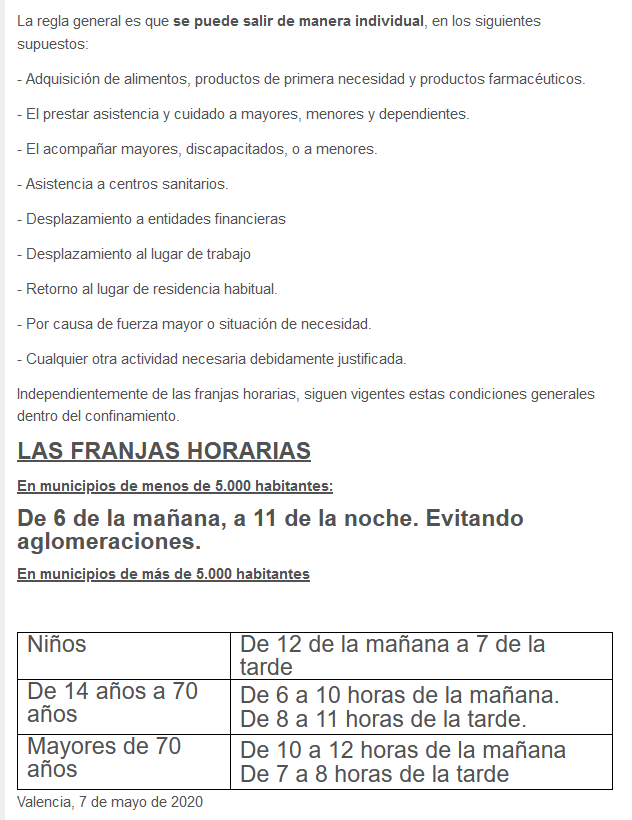 La regla general es que se puede salir de manera individual, en los siguientes
supuestos:
- Adquisición de alimentos, productos de primera necesidad y productos farmacéuticos.
- El prestar asistencia y cuidado a mayores, menores y dependientes.
- El acompañar mayores, discapacitados, o a menores.
- Asistencia a centros sanitarios.
- Desplazamiento a entidades financieras
- Desplazamiento al lugar de trabajo
- Retorno al lugar de residencia habitual.
- Por causa de fuerza mayor o situación de necesidad.
- Cualquier otra actividad necesaria debidamente justificada.
Independientemente de las franjas horarias, siguen vigentes estas condiciones generales
dentro del confinamiento.
LAS FRANJAS HORARIAS
En municipios de menos de 5.000 habitantes:
De 6 de la mañana, a 11 de la noche. Evitando
aglomeraciones.
En municipios de más de 5.000 habitantes
Niños
De 12 de la mañana a 7 de la
tarde
De 14 años a 70
años
De 6 a 10 horas de la mañana.
De 8 a 11 horas de la tarde.
Mayores de 70
años
De 10 a 12 horas de la mañana
De 7 a 8 horas de la tarde
Valencia, 7 de mayo de 2020